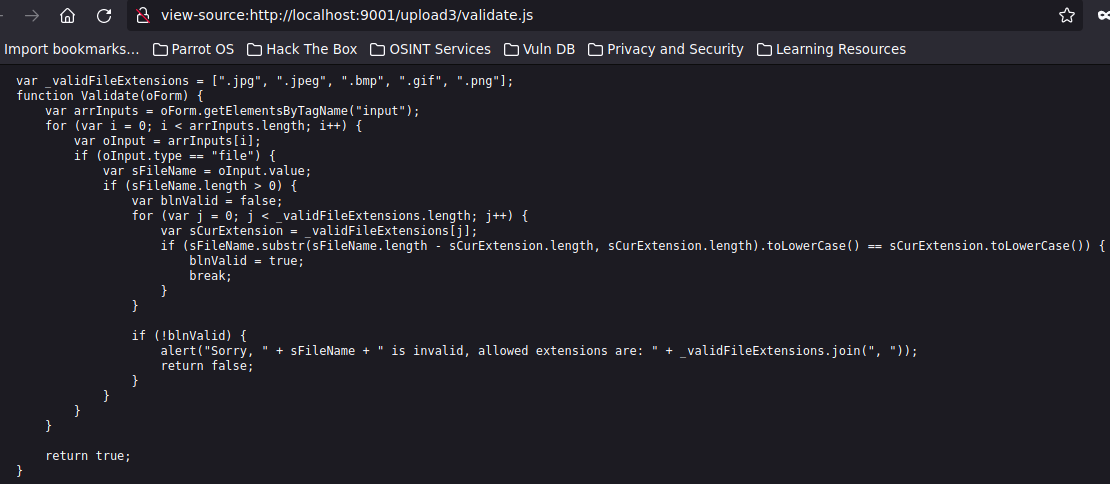 view-source:http://localhost:9001/upload3/validate.js
Import bookmarks... Parrot OS Hack The Box OSINT Services Vuln DB Privacy and Security Learning Resources
var _validFileExtensions = [".jpg", ".jpeg", ".bmp", ".gif", ".png"];
function Validate(oForm) {
    var arrInputs = oForm.getElementsByTagName("input");
    for (var i = 0; i < arrInputs.length; i++) {
        var oInput = arrInputs[i];
        if (oInput.type == "file") {
            var sFileName = oInput.value;
            if (sFileName.length > 0) {
                var blnValid = false;
                for (var j = 0; j < _validFileExtensions.length; j++) {
                    var sCurExtension = _validFileExtensions[j];
                    if (sFileName.substr(sFileName.length - sCurExtension.length, sCurExtension.length).toLowerCase() == sCurExtension.toLowerCase()) {
                        blnValid = true;
                        break;
                    }
                }

                if (!blnValid) {
                    alert("Sorry, " + sFileName + " is invalid, allowed extensions are: " + _validFileExtensions.join(", "));
                    return false;
                }
            }
        }
    }

    return true;
}